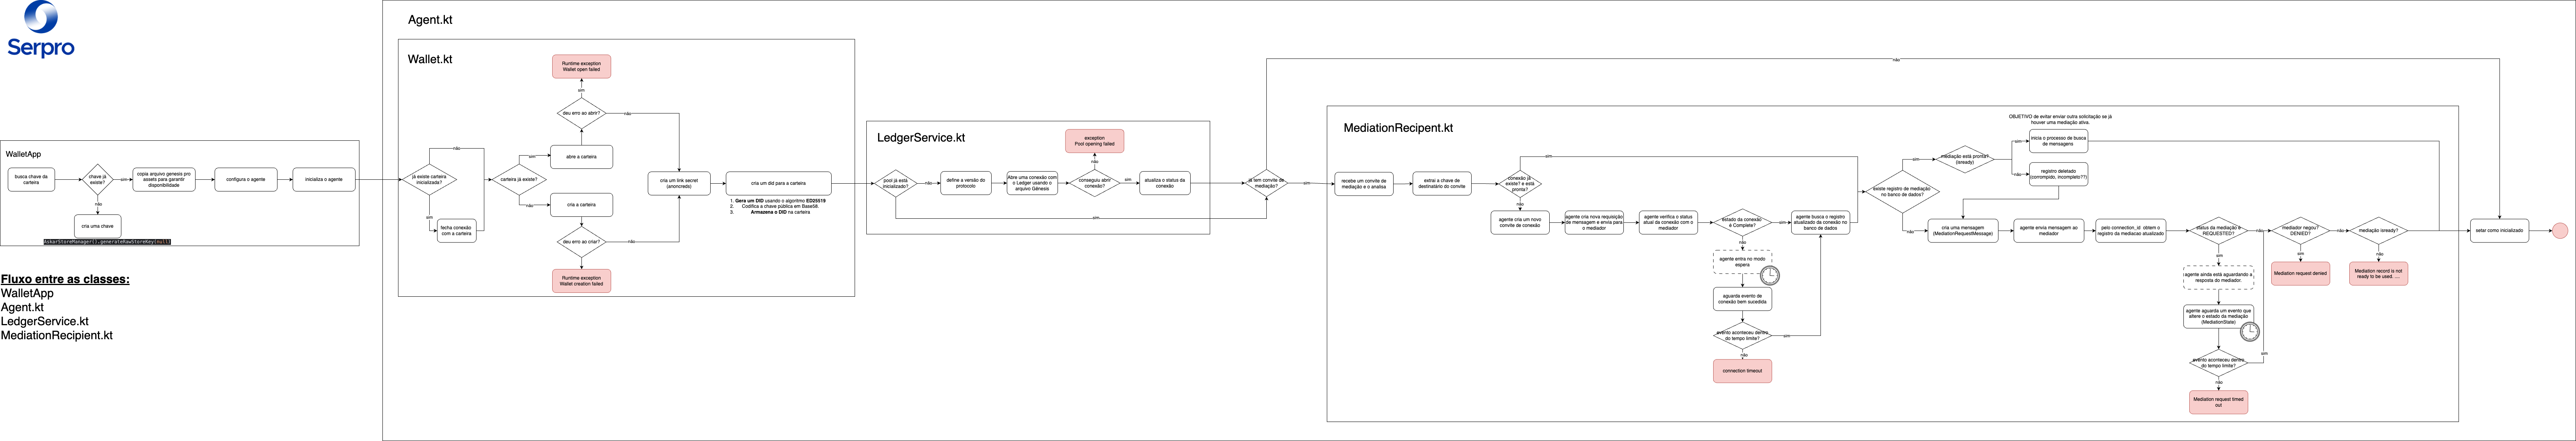 Serpro
WalletApp
busca chave da
carteira
chave já
existe?
sim
não
cria uma chave
AskarStoreManager().generateRawStoreKey(null)
copia arquivo genesis pro
assets para garantir
disponibilidade
configura o agente
inicializa o agente
Fluxo entre as classes:
WalletApp
Agent.kt
LedgerService.kt
MediationRecipient.kt
Agent.kt
Wallet.kt
já existe carteira
inicializada?
não
sim
fecha conexão
com a carteira
carteira já existe?
sim
não
abre a carteira
deu erro ao abrir?
sim
não
Runtime exception
Wallet open failed
cria a carteira
deu erro ao criar?
não
Runtime exception
Wallet creation failed
cria um link secret
(anoncreds)
cria um did para a carteira
1. Gera um DID usando o algoritmo ED25519
2. Codifica a chave pública em Base58.
3. Armazena o DID na carteira
LedgerService.kt
pool já está
inicializado?
não
sim
define a versão do
protocolo
Abre uma conexão com
o Ledger usando o
arquivo Gênesis
conseguiu abrir
conexão?
não
sim
exception
Pool opening failed
atualiza o status da
conexão
já tem convite de
mediação?
não
sim
MediationRecipent.kt
recebe um convite de
mediação e o analisa
extrai a chave de
destinatário do convite
conexão já
existe? e está
pronta?
sim
não
agente cria um novo
convite de conexão
agente cria nova requisição
de mensagem e envia para
o mediador
agente verifica o status
atual da conexão com o
mediador
estado da conexão
é Complete?
sim
não
agente entra no modo
espera
aguarda evento de
conexão bem sucedida
evento aconteceu dentro
do tempo limite?
sim
não
connection timeout
agente busca o registro
atualizado da conexão no
banco de dados
existe registro de mediação
no banco de dados?
sim
não
mediação está pronta?
(isready)
sim
não
OBJETIVO de evitar enviar outra solicitação se já
houver uma mediação ativa.
inicia o processo de busca
de mensagens
registro deletado
(corrompido, incompleto??)
cria uma mensagem
(MediationRequestMessage)
agente envia mensagem ao
mediador
pelo connection_id obtem o
registro da mediacao atualizado
status da mediação é
REQUESTED?
sim
não
agente ainda está aguardando a
resposta do mediador.
agente aguarda um evento que
altere o estado da mediação
(MediationState)
evento aconteceu dentro
do tempo limite?
sim
não
Mediation request timed
out
mediador negou?
DENIED?
sim
não
Mediation request denied
mediação isready?
não
Mediation record is not
ready to be used. ....
setar como inicializado